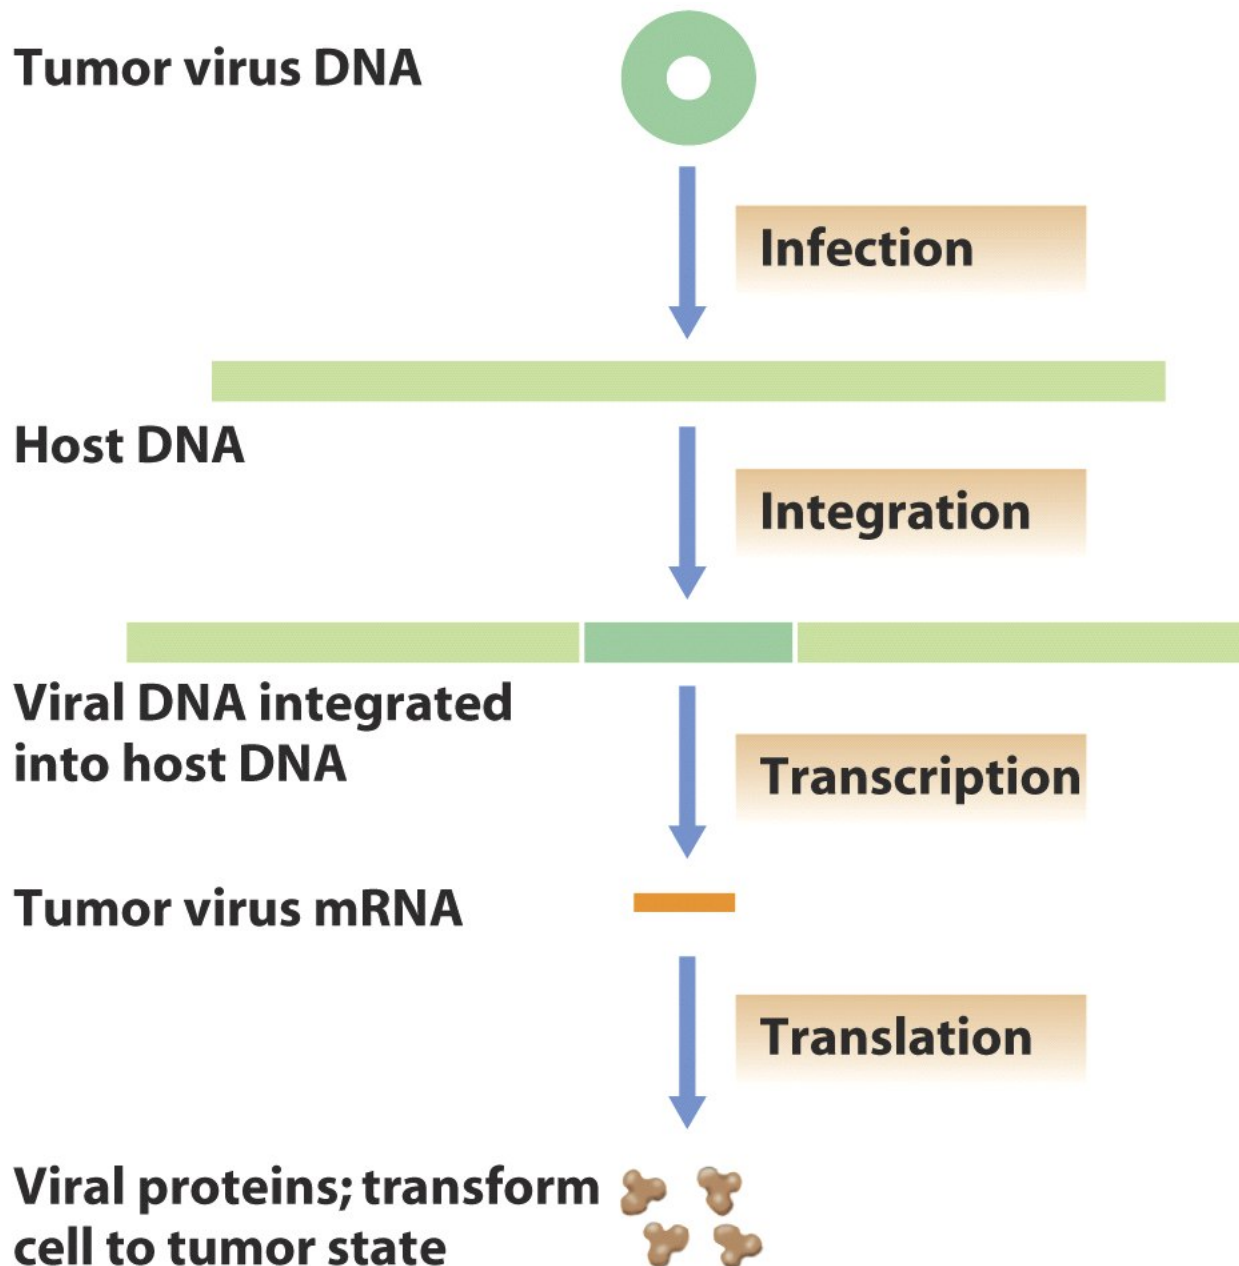 Tumor virus DNA
Infection
Host DNA
Integration
Viral DNA integrated
into host DNA
Transcription
Tumor virus mRNA
Translation
Viral proteins; transform
cell to tumor state